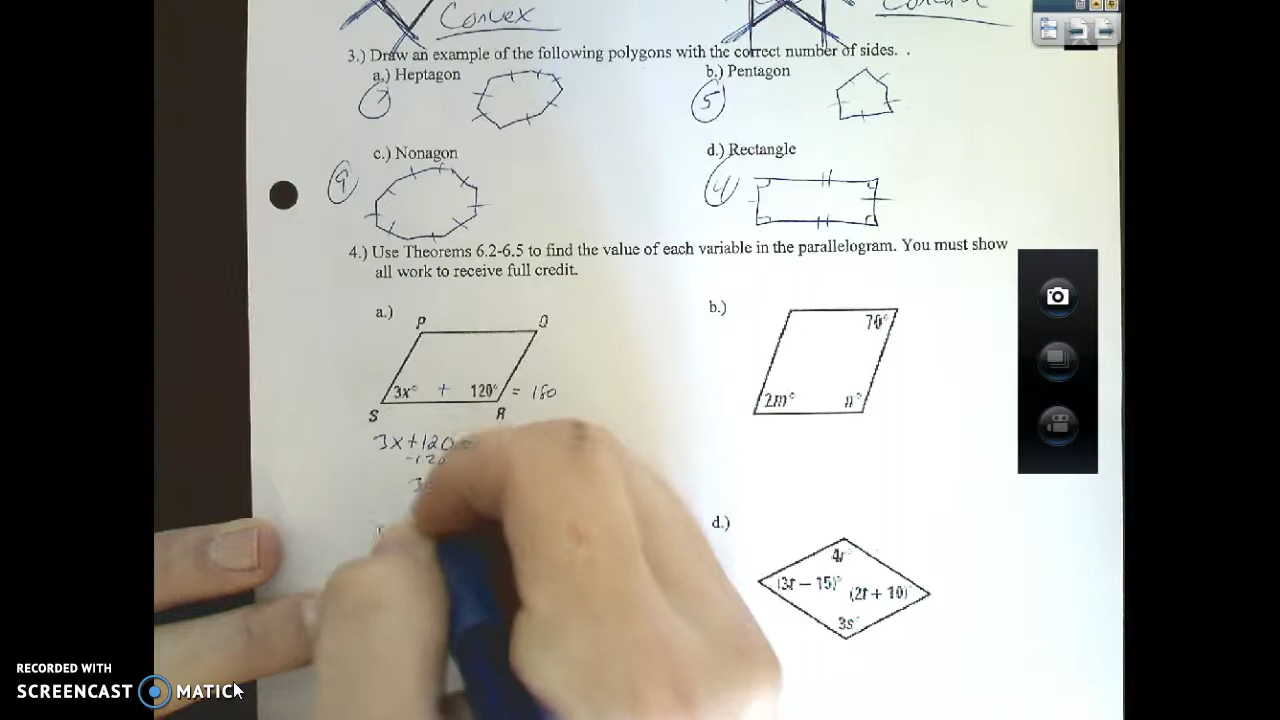 Convex
3.) Draw an example of the following polygons with the correct number of sides. .
a.) Heptagon
b.) Pentagon
7
5
c.) Nonagon
d.) Rectangle
9
4
4.) Use Theorems 6.2-6.5 to find the value of each variable in the parallelogram. You must show
all work to receive full credit.
a.)
b.)
P
Q
70°
3x° + 120° = 180
2m° n°
S
R
3x+120=
-120
3
d.)
4r°
(3t − 15)° (2t + 10)°
3s°
RECORDED WITH
SCREENCAST MATIC